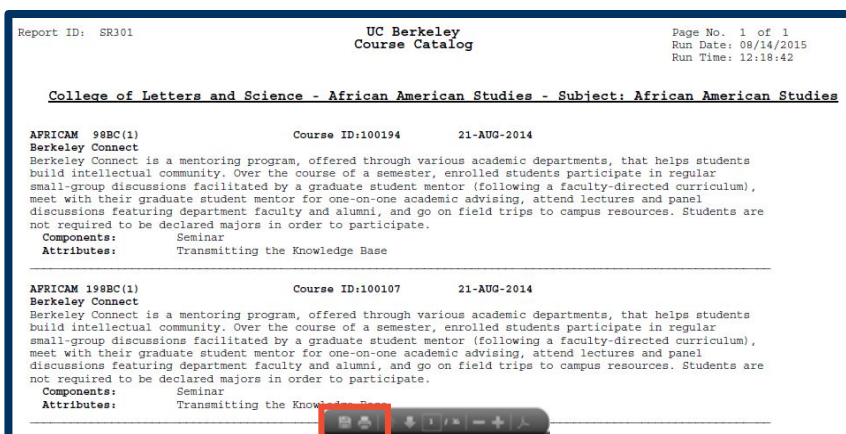 Report ID: SR301
UC Berkeley
Course Catalog
Page No. 1 of 1
Run Date: 08/14/2015
Run Time: 12:18:42
College of Letters and Science - African American Studies - Subject: African American Studies
AFRICAM 98BC(1) Course ID:100194 21-AUG-2014
Berkeley Connect
Berkeley Connect is a mentoring program, offered through various academic departments, that helps students
build intellectual community. Over the course of a semester, enrolled students participate in regular
small-group discussions facilitated by a graduate student mentor (following a faculty-directed curriculum),
meet with their graduate student mentor for one-on-one academic advising, attend lectures and panel
discussions featuring department faculty and alumni, and go on field trips to campus resources. Students are
not required to be declared majors in order to participate.
Components: Seminar
Attributes: Transmitting the Knowledge Base
AFRICAM 198BC(1) Course ID:100107 21-AUG-2014
Berkeley Connect
Berkeley Connect is a mentoring program, offered through various academic departments, that helps students
build intellectual community. Over the course of a semester, enrolled students participate in regular
small-group discussions facilitated by a graduate student mentor (following a faculty-directed curriculum),
meet with their graduate student mentor for one-on-one academic advising, attend lectures and panel
discussions featuring department faculty and alumni, and go on field trips to campus resources. Students are
not required to be declared majors in order to participate.
Components: Seminar
Attributes: Transmitting the Knowledge Base